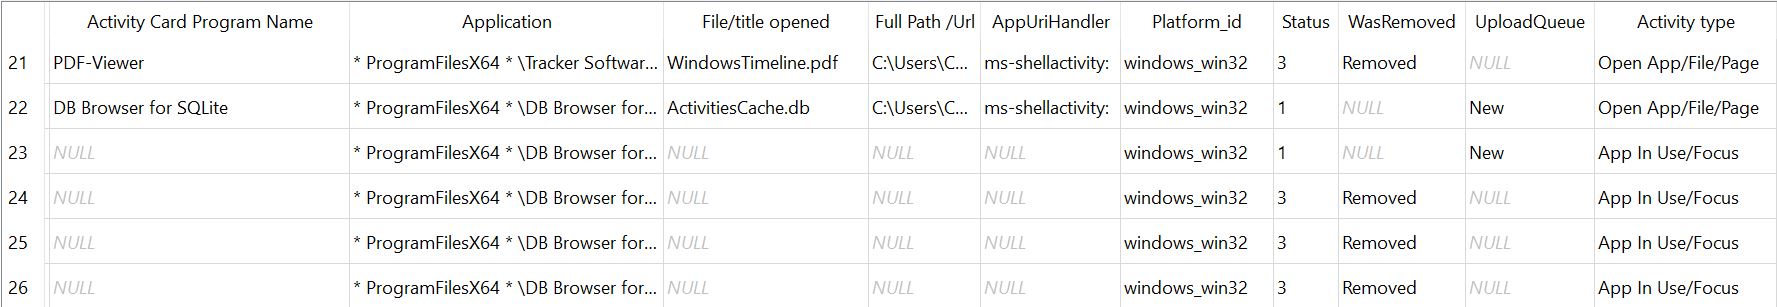 Activity Card Program Name Application File/title opened Full Path /Url AppUriHandler Platform_id Status WasRemoved UploadQueue Activity type
21 PDF-Viewer * ProgramFilesX64 * \Tracker Softwar... WindowsTimeline.pdf C:\Users\C... ms-shellactivity: windows_win32 3 Removed NULL Open App/File/Page
22 DB Browser for SQLite * ProgramFilesX64 * \DB Browser for... ActivitiesCache.db C:\Users\C... ms-shellactivity: windows_win32 1 NULL New Open App/File/Page
23 NULL * ProgramFilesX64 * \DB Browser for... NULL NULL NULL windows_win32 1 NULL New App In Use/Focus
24 NULL * ProgramFilesX64 * \DB Browser for... NULL NULL NULL windows_win32 3 Removed NULL App In Use/Focus
25 NULL * ProgramFilesX64 * \DB Browser for... NULL NULL NULL windows_win32 3 Removed NULL App In Use/Focus
26 NULL * ProgramFilesX64 * \DB Browser for... NULL NULL NULL windows_win32 3 Removed NULL App In Use/Focus